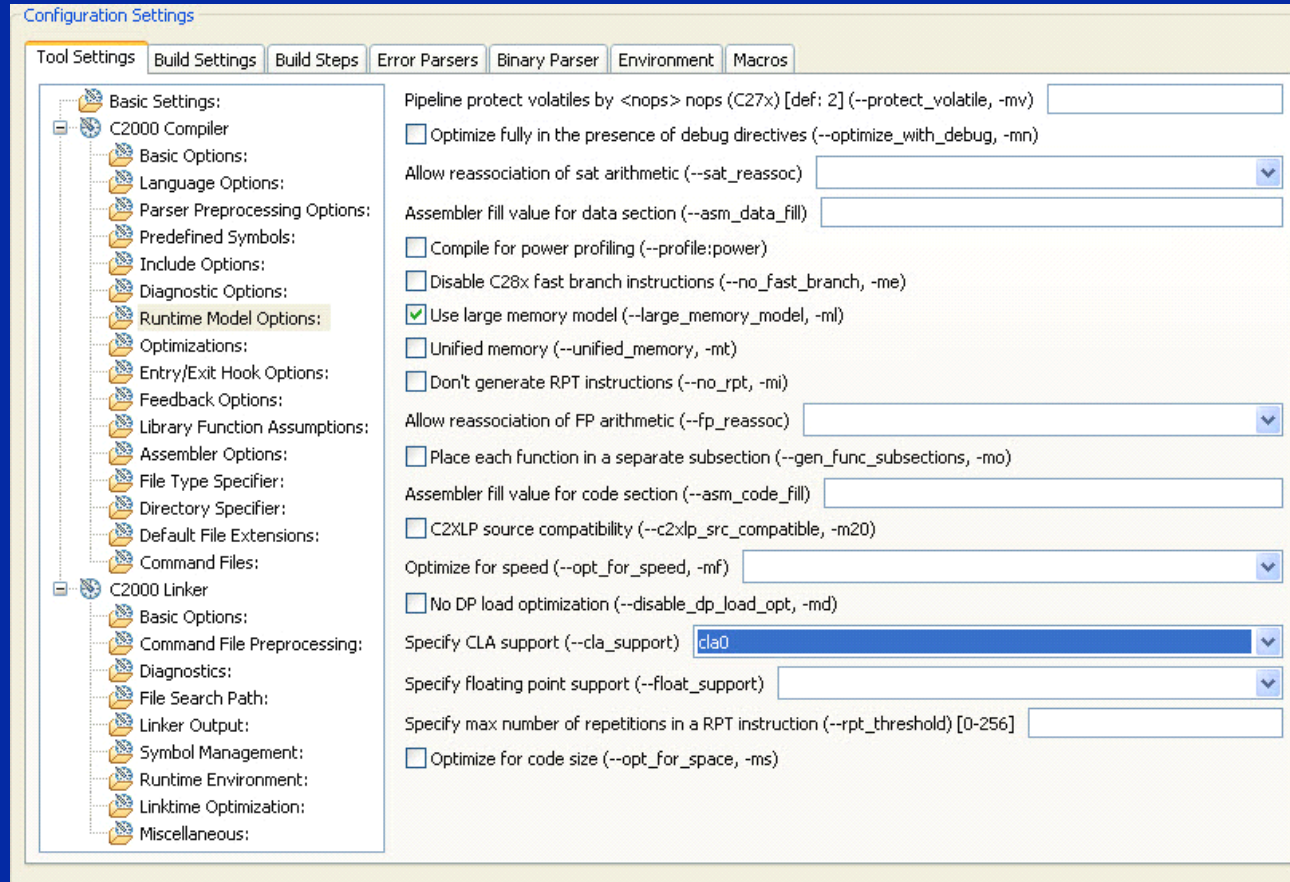 Configuration Settings
Tool Settings
Build Settings
Build Steps
Error Parsers
Binary Parser
Environment
Macros
Basic Settings:
C2000 Compiler
Basic Options:
Language Options:
Parser Preprocessing Options:
Predefined Symbols:
Include Options:
Diagnostic Options:
Runtime Model Options:
Optimizations:
Entry/Exit Hook Options:
Feedback Options:
Library Function Assumptions:
Assembler Options:
File Type Specifier:
Directory Specifier:
Default File Extensions:
Command Files:
C2000 Linker
Basic Options:
Command File Preprocessing:
Diagnostics:
File Search Path:
Linker Output:
Symbol Management:
Runtime Environment:
Linktime Optimization:
Miscellaneous:
Pipeline protect volatiles by <nops> nops (C27x) [def: 2] (--protect_volatile, -mv)
Optimize fully in the presence of debug directives (--optimize_with_debug, -mn)
Allow reassociation of sat arithmetic (--sat_reassoc)
Assembler fill value for data section (--asm_data_fill)
Compile for power profiling (--profile:power)
Disable C28x fast branch instructions (--no_fast_branch, -me)
Use large memory model (--large_memory_model, -ml)
Unified memory (--unified_memory, -mt)
Don't generate RPT instructions (--no_rpt, -mi)
Allow reassociation of FP arithmetic (--fp_reassoc)
Place each function in a separate subsection (--gen_func_subsections, -mo)
Assembler fill value for code section (--asm_code_fill)
C2XLP source compatibility (--c2xlp_src_compatible, -m20)
Optimize for speed (--opt_for_speed, -mf)
No DP load optimization (--disable_dp_load_opt, -md)
Specify CLA support (--cla_support) cla0
Specify floating point support (--float_support)
Specify max number of repetitions in a RPT instruction (--rpt_threshold) [0-256]
Optimize for code size (--opt_for_space, -ms)